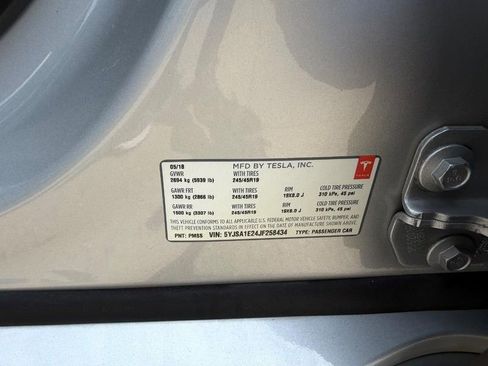 05/18 MFD BY TESLA, INC.
GVWR WITH TIRES
2694 kg (5939 lb) 245/45R19
GAWR FRT WITH TIRES RIM COLD TIRE PRESSURE
1300 kg (2866 lb) 245/45R19 19X8.0 J 310 kPa, 45 psi
GAWR RR WITH TIRES RIM COLD TIRE PRESSURE
1500 kg (3307 lb) 245/45R19 19X8.0 J 310 kPa, 45 psi
THIS VEHICLE CONFORMS TO ALL APPLICABLE FEDERAL MOTOR VEHICLE SAFETY, BUMPER, AND
THEFT PREVENTION STANDARDS IN EFFECT ON THE DATE OF MANUFACTURE SHOWN ABOVE.
PNT: PMSS VIN: 5YJSA1E24JF258434 TYPE: PASSENGER CAR